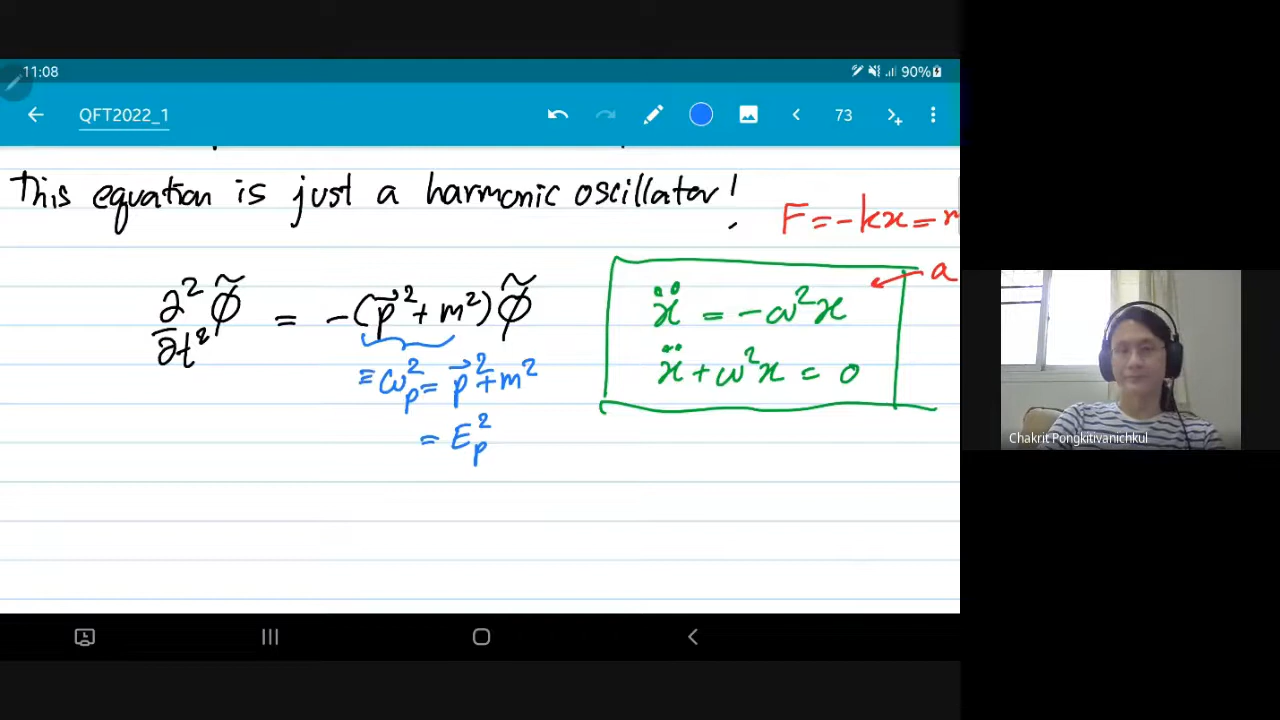 11:08 90%
QFT2022_1 73
This equation is just a harmonic oscillator!
F = -kx = m
a
∂²/∂t² φ̃ = -(p⃗² + m²) φ̃
≡ ω_p² = p⃗² + m²
= E_p²
ẍ = -ω²x
ẍ + ω²x = 0
Chakrit Pongkitivanichkul